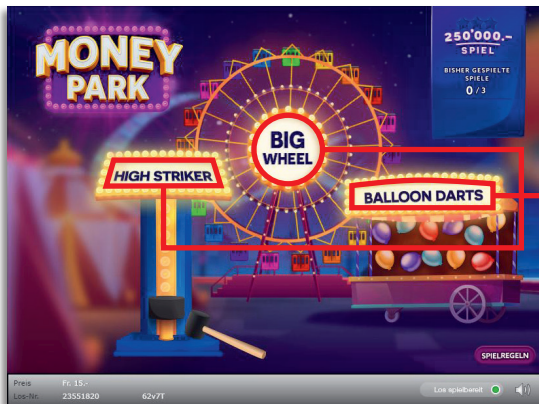 MONEY
PARK
250'000.-
SPIEL
BISHER GESPIELTE
SPIELE
0 / 3
BIG
WHEEL
HIGH STRIKER
BALLOON DARTS
SPIELREGELN
Preis Fr. 15.-
Los spielbereit
Los-Nr. 23551820 62v7T